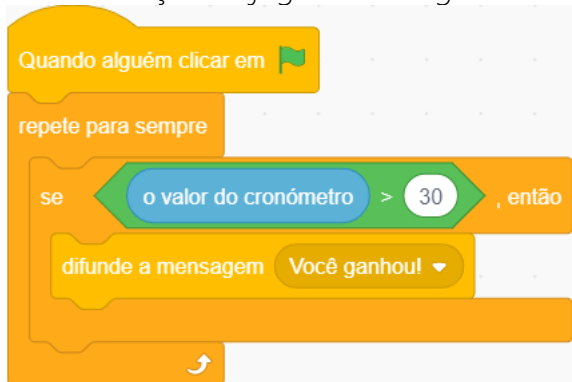 Quando alguém clicar em
repete para sempre
se o valor do cronómetro > 30 , então
difunde a mensagem Você ganhou!